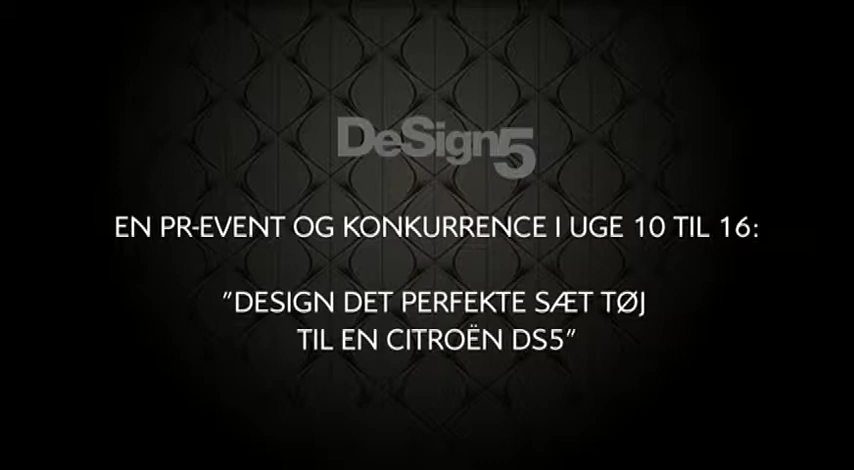 DeSign5
EN PR-EVENT OG KONKURRENCE I UGE 10 TIL 16:
"DESIGN DET PERFEKTE SÆT TØJ
TIL EN CITROËN DS5"